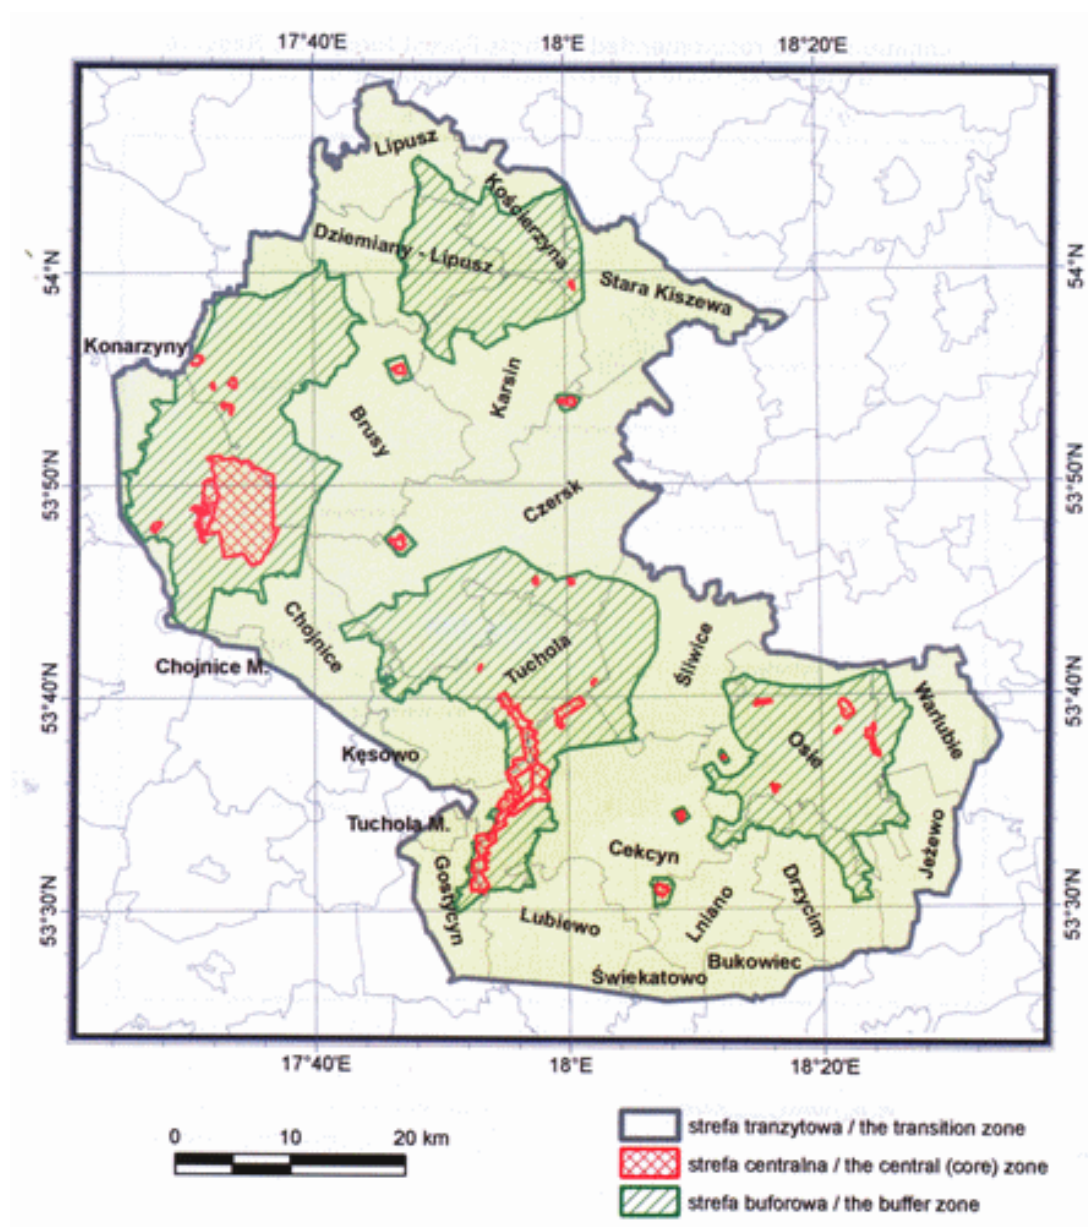 17°40'E 18°E 18°20'E
Lipusz
Kościerzyna
Dziemiany - Lipusz
54°N
54°N
Stara Kiszewa
Konarzyny
Karsin
Brusy
53°50'N
53°50'N
Czersk
Chojnice
Tuchola
Śliwice
Chojnice M.
53°40'N
53°40'N
Warlubie
Osie
Kęsowo
Tuchola M.
Jeżewo
Cekcyn
Gostycyn
Drzycim
Lniano
53°30'N
53°30'N
Lubiewo
Bukowiec
Świekatowo
17°40'E 18°E 18°20'E
0 10 20 km
strefa tranzytowa / the transition zone
strefa centralna / the central (core) zone
strefa buforowa / the buffer zone